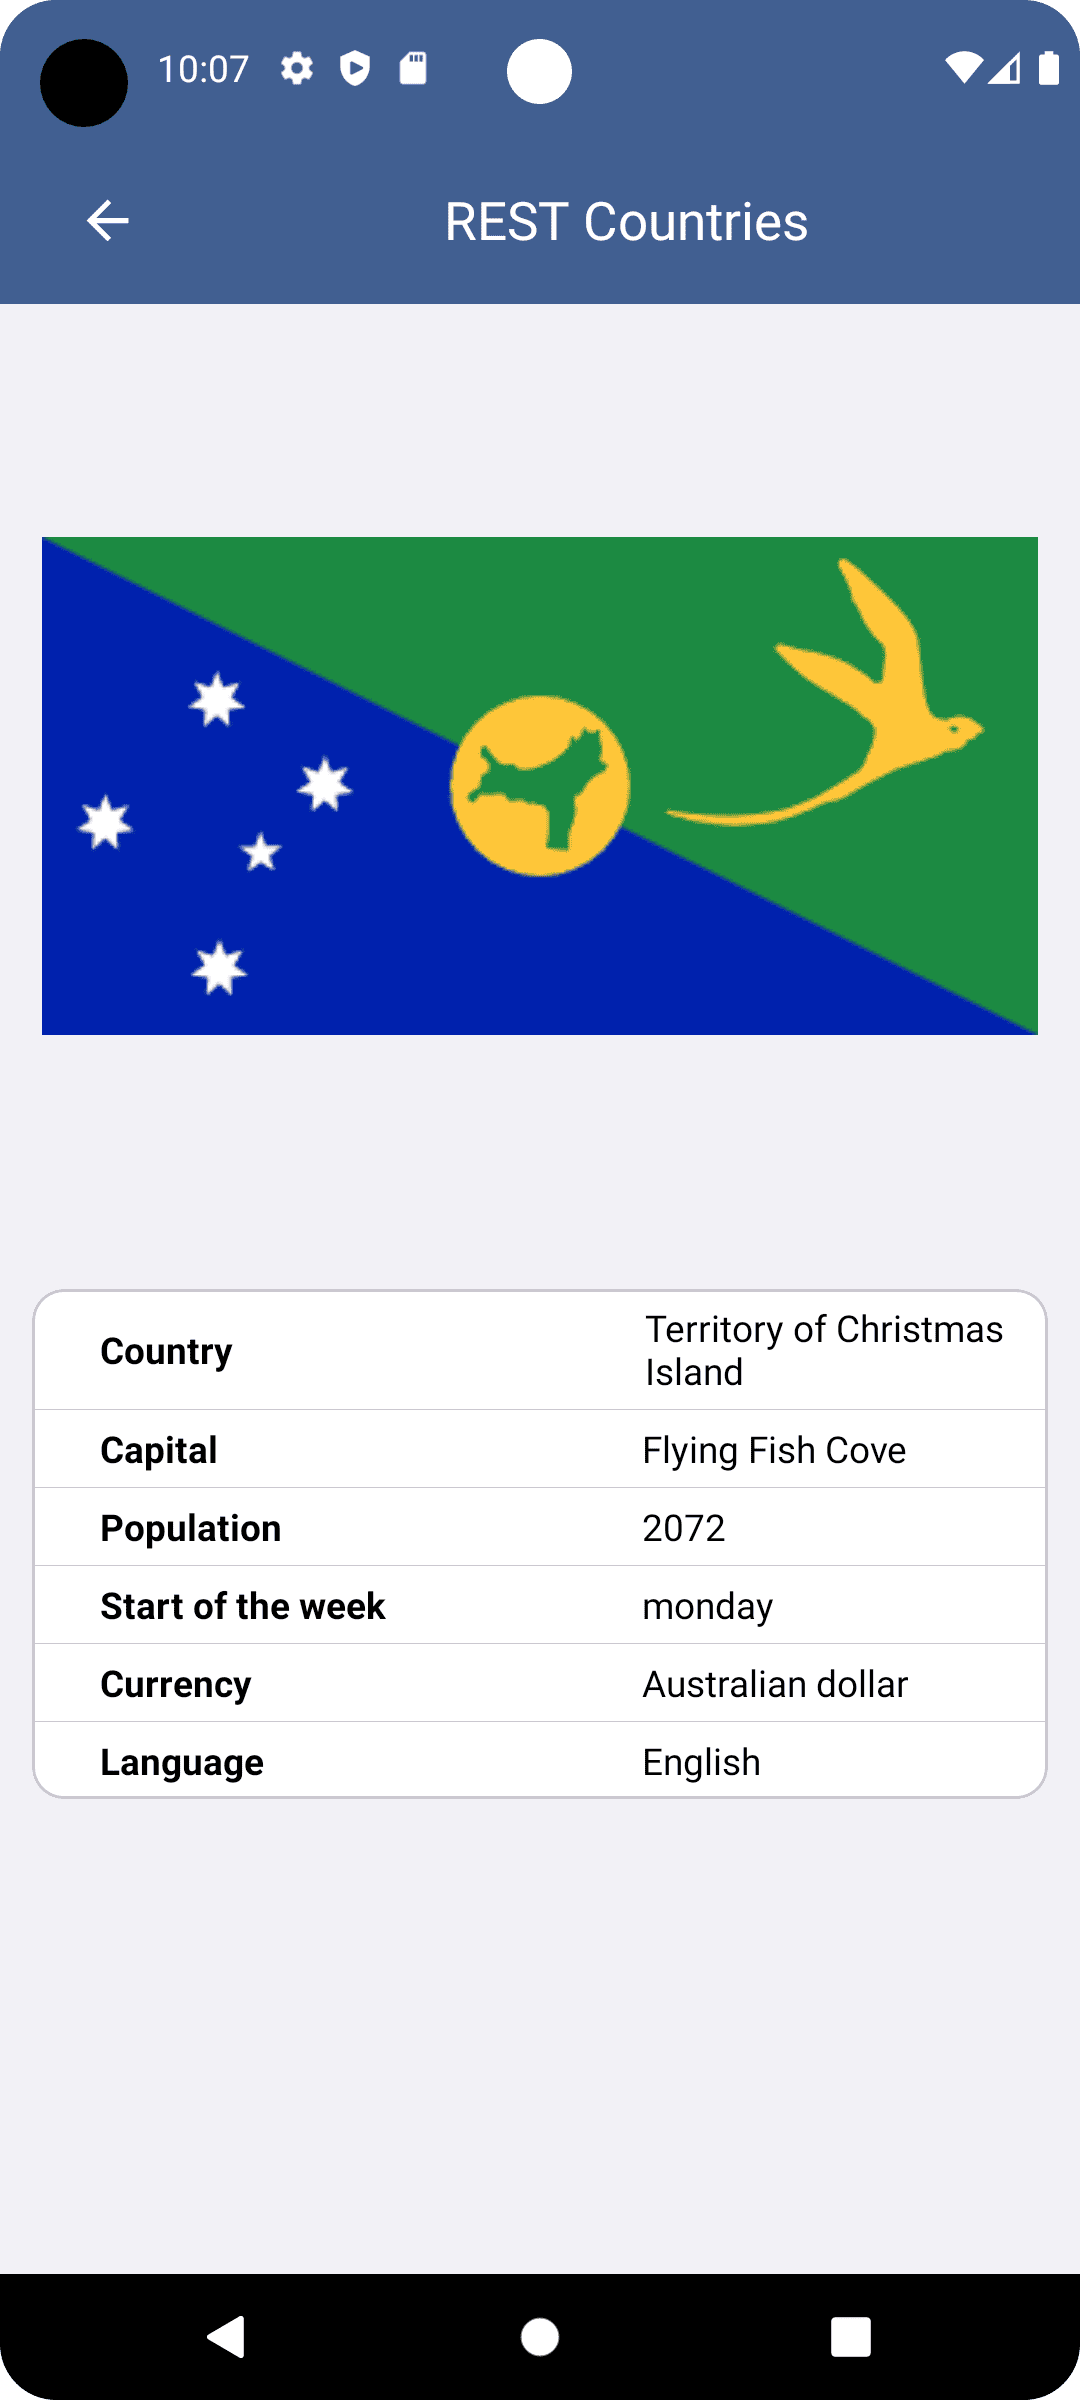 10:07
REST Countries
Country
Territory of Christmas
Island
Capital Flying Fish Cove
Population 2072
Start of the week monday
Currency Australian dollar
Language English